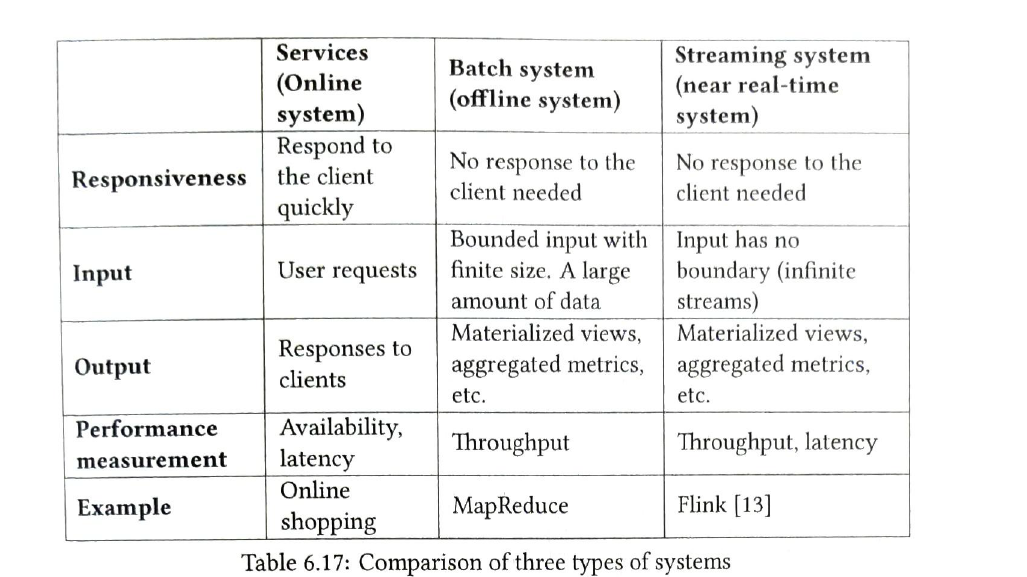 Services
(Online
system)
Batch system
(offline system)
Streaming system
(near real-time
system)
Responsiveness
Respond to
the client
quickly
No response to the
client needed
No response to the
client needed
Input
User requests
Bounded input with
finite size. A large
amount of data
Input has no
boundary (infinite
streams)
Output
Responses to
clients
Materialized views,
aggregated metrics,
etc.
Materialized views,
aggregated metrics,
etc.
Performance
measurement
Availability,
latency
Throughput
Throughput, latency
Example
Online
shopping
MapReduce
Flink [13]
Table 6.17: Comparison of three types of systems